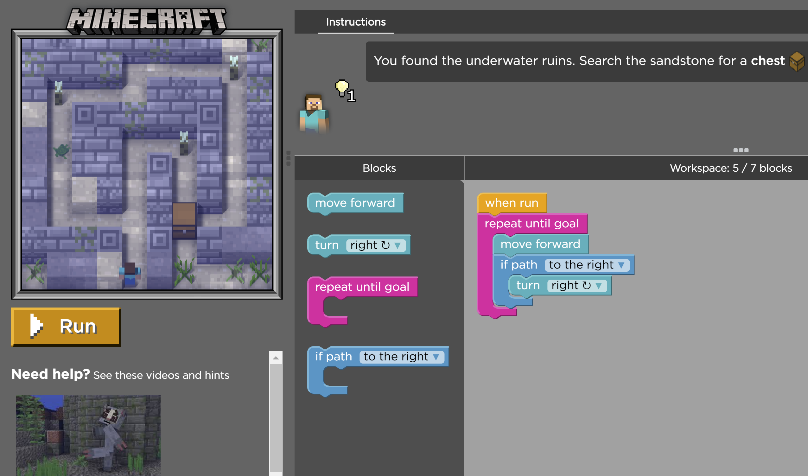 MINECRAFT
Instructions
You found the underwater ruins. Search the sandstone for a chest
1
Blocks
Workspace: 5 / 7 blocks
move forward
turn right ↻ ▼
repeat until goal
if path to the right ▼
when run
repeat until goal
move forward
if path to the right ▼
turn right ↻ ▼
Run
Need help? See these videos and hints